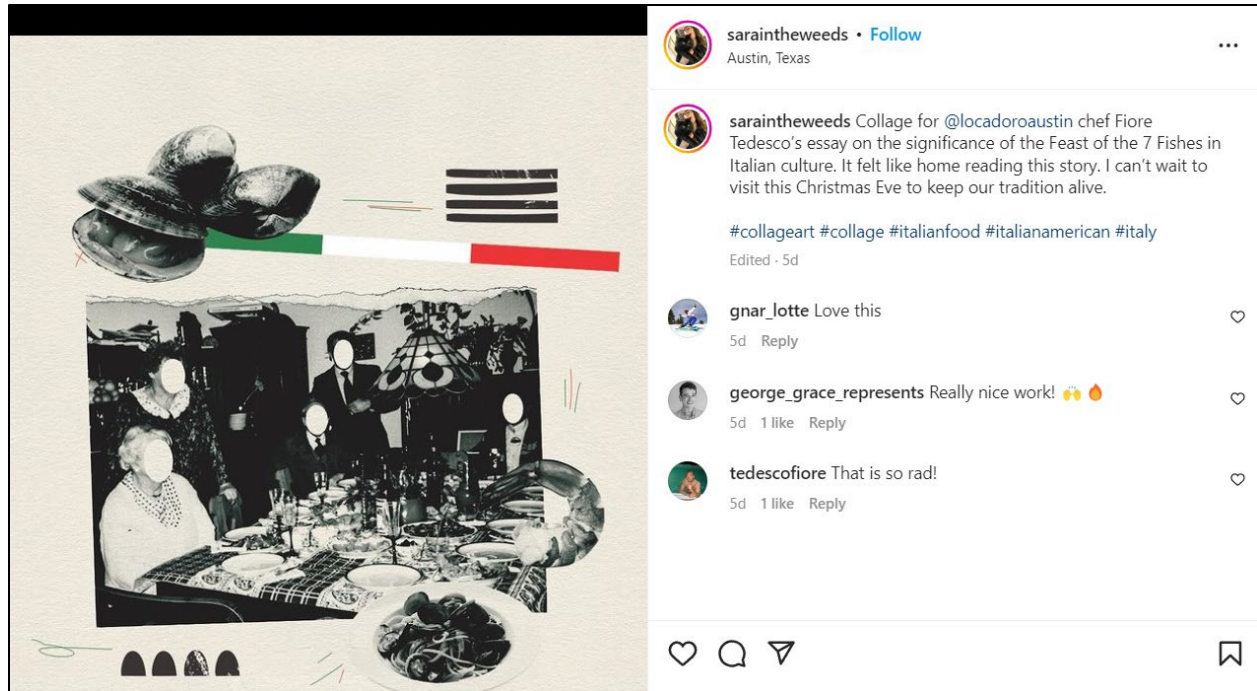 saraintheweeds • Follow
Austin, Texas
saraintheweeds Collage for @locadoroaustin chef Fiore
Tedesco’s essay on the significance of the Feast of the 7 Fishes in
Italian culture. It felt like home reading this story. I can’t wait to
visit this Christmas Eve to keep our tradition alive.
#collageart #collage #italianfood #italianamerican #italy
Edited · 5d
gnar_lotte Love this
5d Reply
george_grace_represents Really nice work! 🙌 🔥
5d 1 like Reply
tedescofiore That is so rad!
5d 1 like Reply